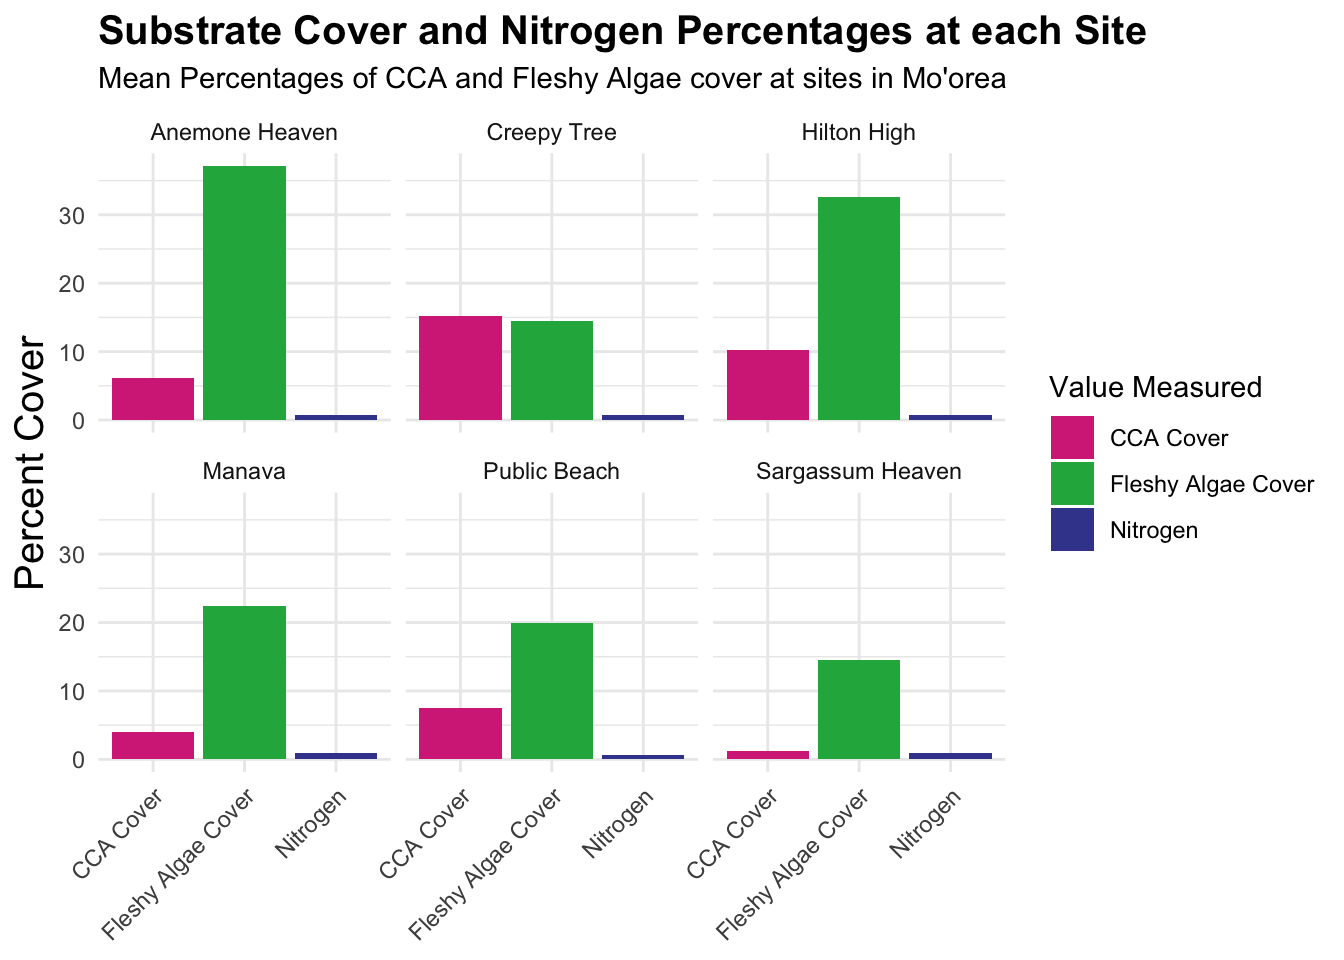 Substrate Cover and Nitrogen Percentages at each Site
Mean Percentages of CCA and Fleshy Algae cover at sites in Mo'orea
Anemone Heaven
Creepy Tree
Hilton High
30
20
10
0
Manava
Public Beach
Sargassum Heaven
30
20
10
0
CCA Cover
Fleshy Algae Cover
Nitrogen
CCA Cover
Fleshy Algae Cover
Nitrogen
CCA Cover
Fleshy Algae Cover
Nitrogen
Percent Cover
Value Measured
CCA Cover
Fleshy Algae Cover
Nitrogen